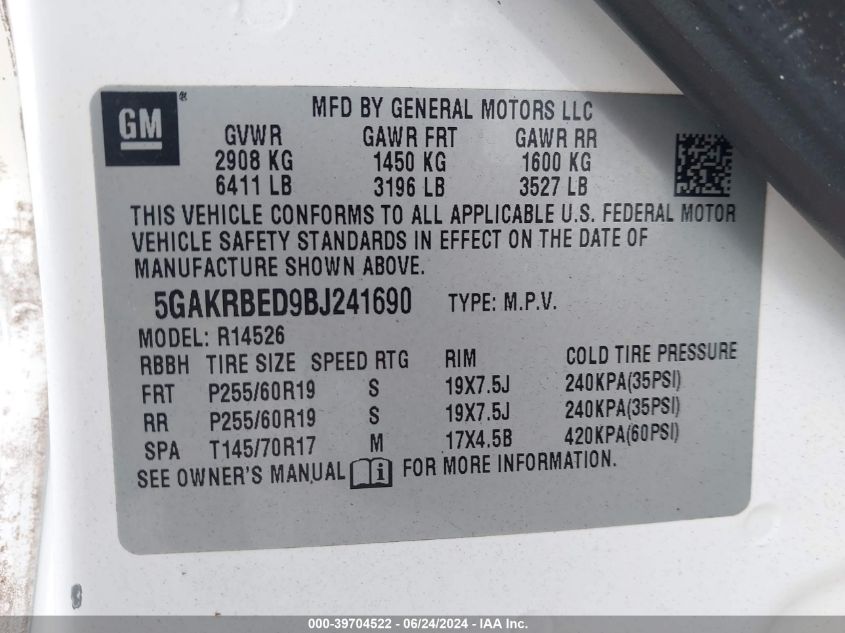 GM
MFD BY GENERAL MOTORS LLC
GVWR GAWR FRT GAWR RR
2908 KG 1450 KG 1600 KG
6411 LB 3196 LB 3527 LB
THIS VEHICLE CONFORMS TO ALL APPLICABLE U.S. FEDERAL MOTOR
VEHICLE SAFETY STANDARDS IN EFFECT ON THE DATE OF
MANUFACTURE SHOWN ABOVE.
5GAKRBED9BJ241690 TYPE: M.P.V.
MODEL: R14526
RBBH TIRE SIZE SPEED RTG RIM COLD TIRE PRESSURE
FRT P255/60R19 S 19X7.5J 240KPA(35PSI)
RR P255/60R19 S 19X7.5J 240KPA(35PSI)
SPA T145/70R17 M 17X4.5B 420KPA(60PSI)
SEE OWNER'S MANUAL i FOR MORE INFORMATION.
000-39704522 / 06/24/2024 - IAA Inc.